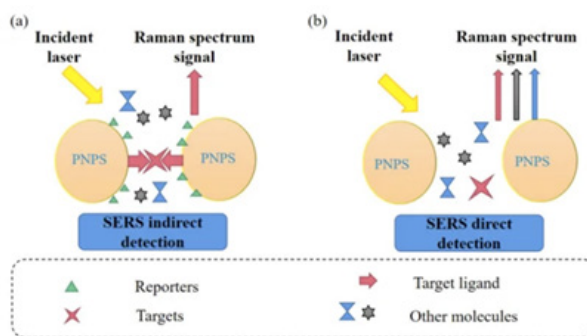 (a)
Incident
laser
Raman spectrum
signal
PNPS
PNPS
SERS indirect
detection
(b)
Incident
laser
Raman spectrum
signal
PNPS
PNPS
SERS direct
detection
Reporters
Target ligand
Targets
Other molecules